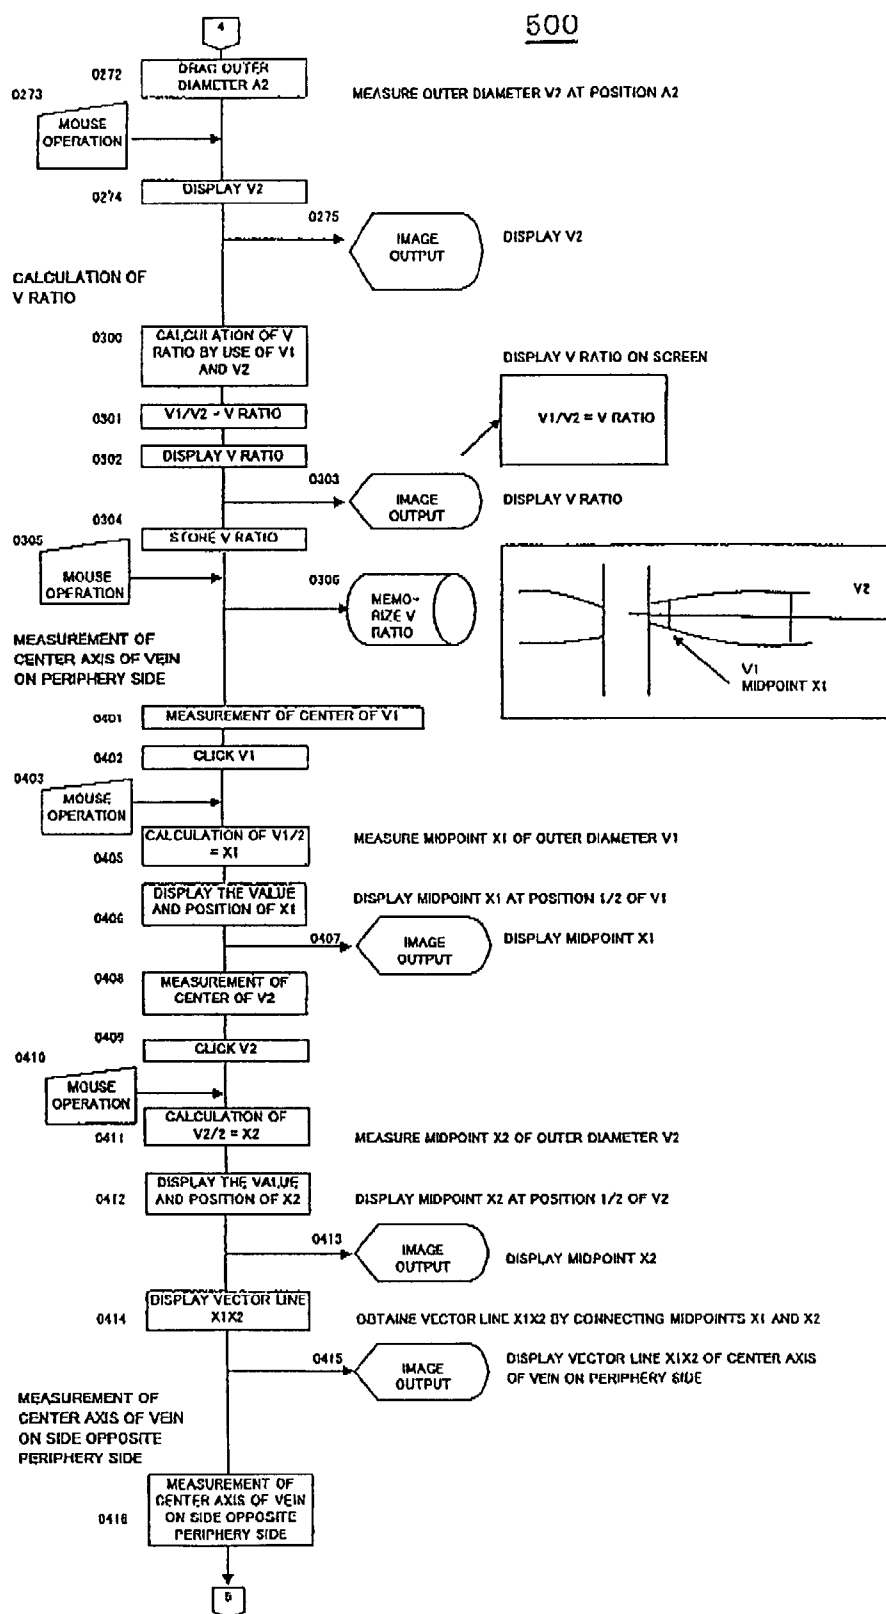 500
4
0272
DRAG OUTER
DIAMETER A2
MEASURE OUTER DIAMETER V2 AT POSITION A2
0273
MOUSE
OPERATION
0274
DISPLAY V2
0275
IMAGE
OUTPUT
DISPLAY V2
CALCULATION OF
V RATIO
0300
CALCULATION OF V
RATIO BY USE OF V1
AND V2
DISPLAY V RATIO ON SCREEN
V1/V2 = V RATIO
0301
V1/V2 = V RATIO
0302
DISPLAY V RATIO
0303
IMAGE
OUTPUT
DISPLAY V RATIO
0304
STORE V RATIO
0305
MOUSE
OPERATION
0306
MEMO-
RIZE V
RATIO
V2
V1
MIDPOINT X1
MEASUREMENT OF
CENTER AXIS OF VEIN
ON PERIPHERY SIDE
0401
MEASUREMENT OF CENTER OF V1
0402
CLICK V1
0403
MOUSE
OPERATION
0405
CALCULATION OF V1/2
= X1
MEASURE MIDPOINT X1 OF OUTER DIAMETER V1
0406
DISPLAY THE VALUE
AND POSITION OF X1
DISPLAY MIDPOINT X1 AT POSITION 1/2 OF V1
0407
IMAGE
OUTPUT
DISPLAY MIDPOINT X1
0408
MEASUREMENT OF
CENTER OF V2
0409
CLICK V2
0410
MOUSE
OPERATION
0411
CALCULATION OF
V2/2 = X2
MEASURE MIDPOINT X2 OF OUTER DIAMETER V2
0412
DISPLAY THE VALUE
AND POSITION OF X2
DISPLAY MIDPOINT X2 AT POSITION 1/2 OF V2
0413
IMAGE
OUTPUT
DISPLAY MIDPOINT X2
0414
DISPLAY VECTOR LINE
X1X2
OBTAINE VECTOR LINE X1X2 BY CONNECTING MIDPOINTS X1 AND X2
0415
IMAGE
OUTPUT
DISPLAY VECTOR LINE X1X2 OF CENTER AXIS
OF VEIN ON PERIPHERY SIDE
MEASUREMENT OF
CENTER AXIS OF VEIN
ON SIDE OPPOSITE
PERIPHERY SIDE
0416
MEASUREMENT OF
CENTER AXIS OF VEIN
ON SIDE OPPOSITE
PERIPHERY SIDE
5